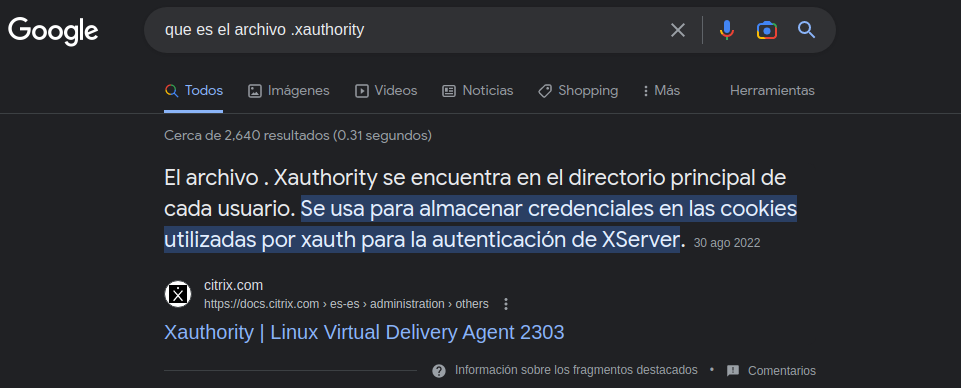 Google
que es el archivo .xauthority
Todos
Imágenes
Videos
Noticias
Shopping
Más
Herramientas
Cerca de 2,640 resultados (0.31 segundos)
El archivo . Xauthority se encuentra en el directorio principal de
cada usuario. Se usa para almacenar credenciales en las cookies
utilizadas por xauth para la autenticación de XServer. 30 ago 2022
citrix.com
https://docs.citrix.com › es-es › administration › others
Xauthority | Linux Virtual Delivery Agent 2303
Información sobre los fragmentos destacados • Comentarios